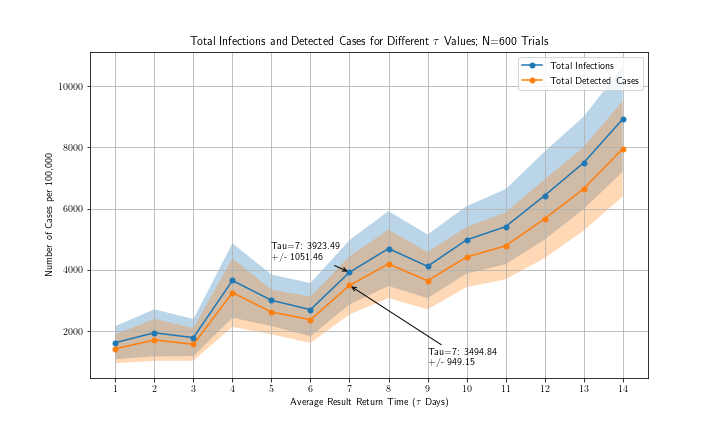 Total Infections and Detected Cases for Different τ Values; N=600 Trials
Total Infections
Total Detected Cases
10000
8000
6000
4000
2000
Number of Cases per 100,000
Tau=7: 3923.49
+/- 1051.46
Tau=7: 3494.84
+/- 949.15
1 2 3 4 5 6 7 8 9 10 11 12 13 14
Average Result Return Time (τ Days)